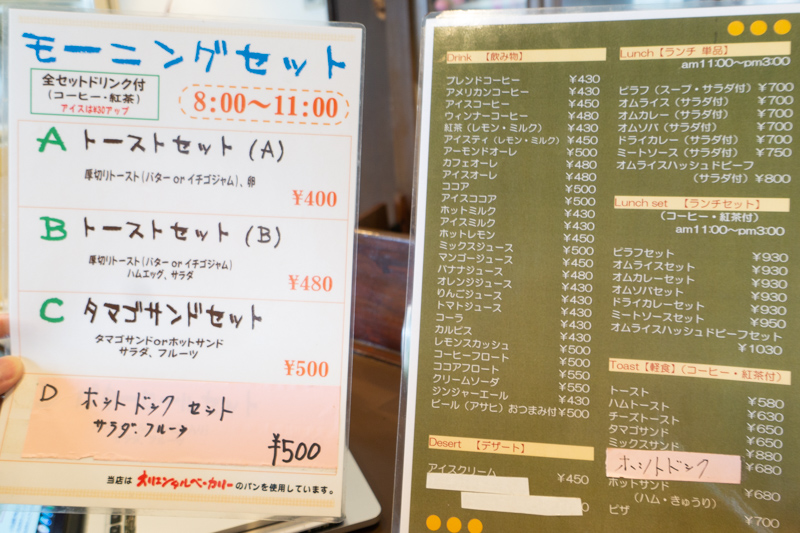 モーニングセット
全セットドリンク付
(コーヒー・紅茶)
アイスは¥30アップ
8:00〜11:00
A トーストセット(A)
厚切りトースト(バター or イチゴジャム)、卵
¥400
B トーストセット(B)
厚切りトースト(バター or イチゴジャム)
ハムエッグ、サラダ
¥480
C タマゴサンドセット
タマゴサンドorホットサンド
サラダ、フルーツ
¥500
D ホットドックセット
サラダ、フルーツ
¥500
当店は オリエンタルベーカリー のパンを使用しています。
Drink 【飲み物】
ブレンドコーヒー ¥430
アメリカンコーヒー ¥430
アイスコーヒー ¥450
ウィンナーコーヒー ¥480
紅茶(レモン・ミルク) ¥430
アイスティ(レモン・ミルク) ¥450
アーモンドオーレ ¥500
カフェオーレ ¥480
アイスオーレ ¥480
ココア ¥500
アイスココア ¥500
ホットミルク ¥430
アイスミルク ¥430
ホットレモン ¥450
ミックスジュース ¥500
マンゴージュース ¥450
バナナジュース ¥480
オレンジジュース ¥430
りんごジュース ¥430
トマトジュース ¥430
コーラ ¥430
カルピス ¥430
レモンスカッシュ ¥500
コーヒーフロート ¥500
ココアフロート ¥550
クリームソーダ ¥550
ジンジャーエール ¥430
ビール(アサヒ)おつまみ付 ¥500
Desert 【デザート】
アイスクリーム ¥450
0
Lunch【ランチ 単品】
am11:00〜pm3:00
ピラフ(スープ・サラダ付) ¥700
オムライス(サラダ付) ¥700
オムカレー(サラダ付) ¥700
オムソバ(サラダ付) ¥700
ドライカレー(サラダ付) ¥700
ミートソース(サラダ付) ¥750
オムライスハッシュドビーフ
(サラダ付) ¥800
Lunch set 【ランチセット】
(コーヒー・紅茶付)
am11:00〜pm3:00
ピラフセット ¥930
オムライスセット ¥930
オムカレーセット ¥930
オムソバセット ¥930
ドライカレーセット ¥930
ミートソースセット ¥950
オムライスハッシュドビーフセット
¥1030
Toast【軽食】(コーヒー・紅茶付)
トースト ¥580
ハムトースト ¥630
チーズトースト ¥650
タマゴサンド ¥650
ミックスサンド ¥880
ホットドック ¥680
ホットサンド
(ハム・きゅうり) ¥680
ピザ ¥700